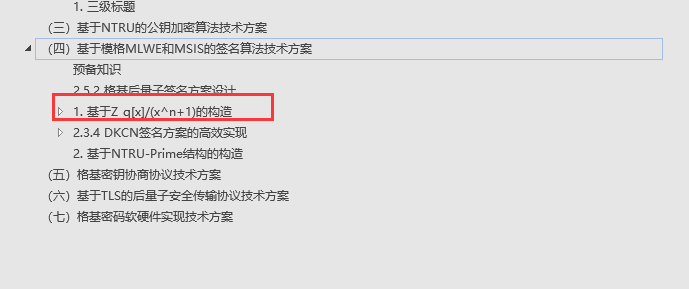 1. 三级标题
（三）基于NTRU的公钥加密算法技术方案
（四）基于模格MLWE和MSIS的签名算法技术方案
预备知识
2.5.2 格基后量子签名方案设计
1. 基于Z_q[x]/(x^n+1)的构造
2.3.4 DKCN签名方案的高效实现
2. 基于NTRU-Prime结构的构造
（五）格基密钥协商协议技术方案
（六）基于TLS的后量子安全传输协议技术方案
（七）格基密码软硬件实现技术方案